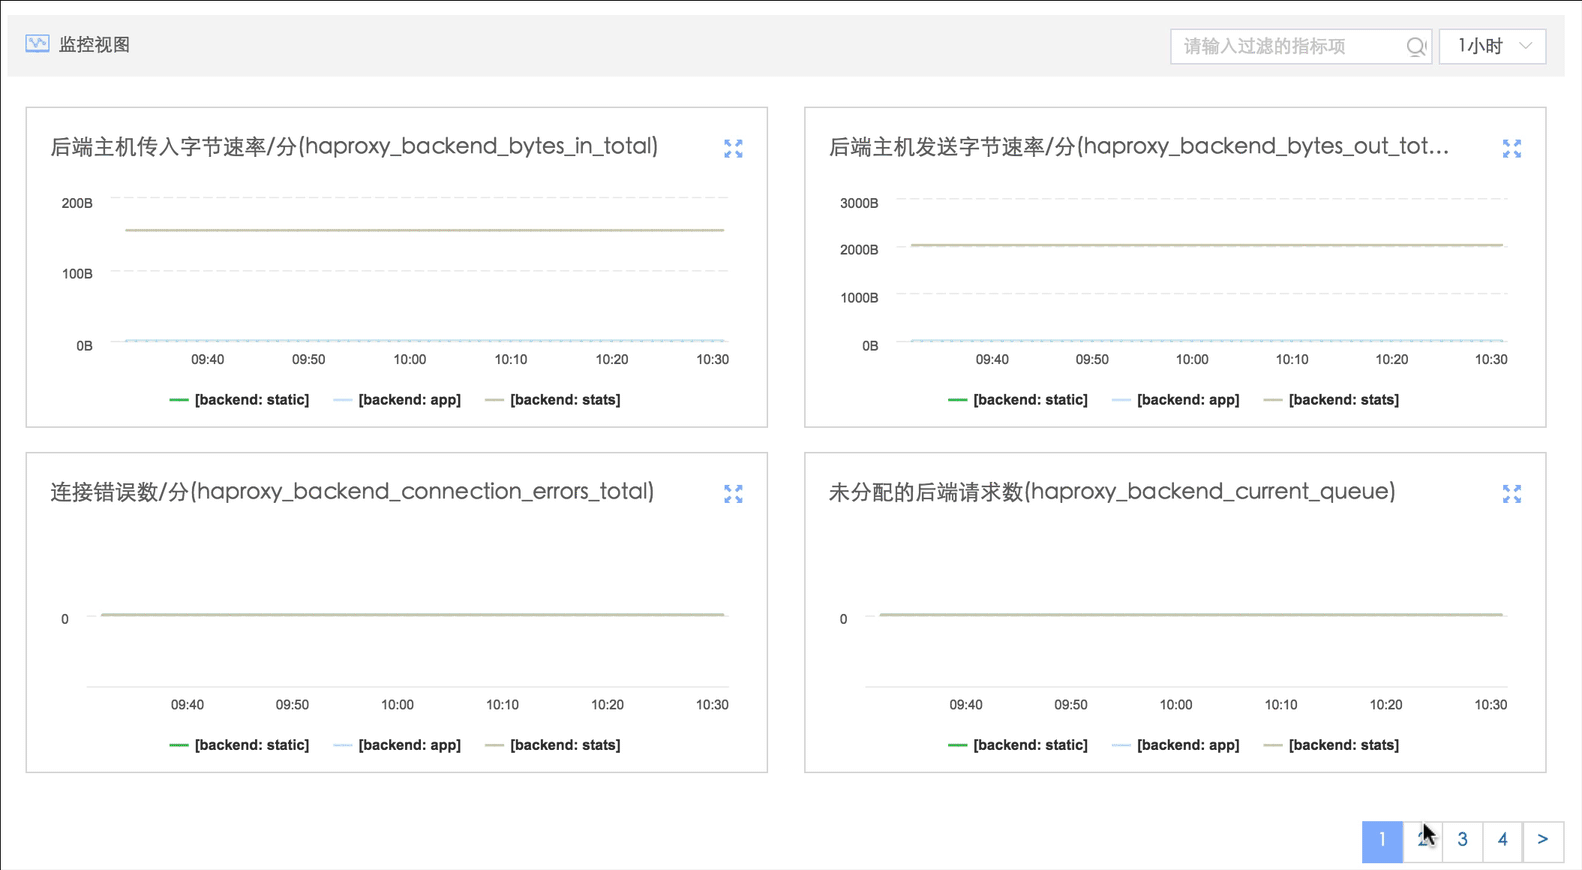 监控视图
请输入过滤的指标项
1小时
后端主机传入字节速率/分(haproxy_backend_bytes_in_total)
200B
100B
0B
09:40 09:50 10:00 10:10 10:20 10:30
[backend: static] [backend: app] [backend: stats]
后端主机发送字节速率/分(haproxy_backend_bytes_out_tot...
3000B
2000B
1000B
0B
09:40 09:50 10:00 10:10 10:20 10:30
[backend: static] [backend: app] [backend: stats]
连接错误数/分(haproxy_backend_connection_errors_total)
0
09:40 09:50 10:00 10:10 10:20 10:30
[backend: static] [backend: app] [backend: stats]
未分配的后端请求数(haproxy_backend_current_queue)
0
09:40 09:50 10:00 10:10 10:20 10:30
[backend: static] [backend: app] [backend: stats]
1 2 3 4 >